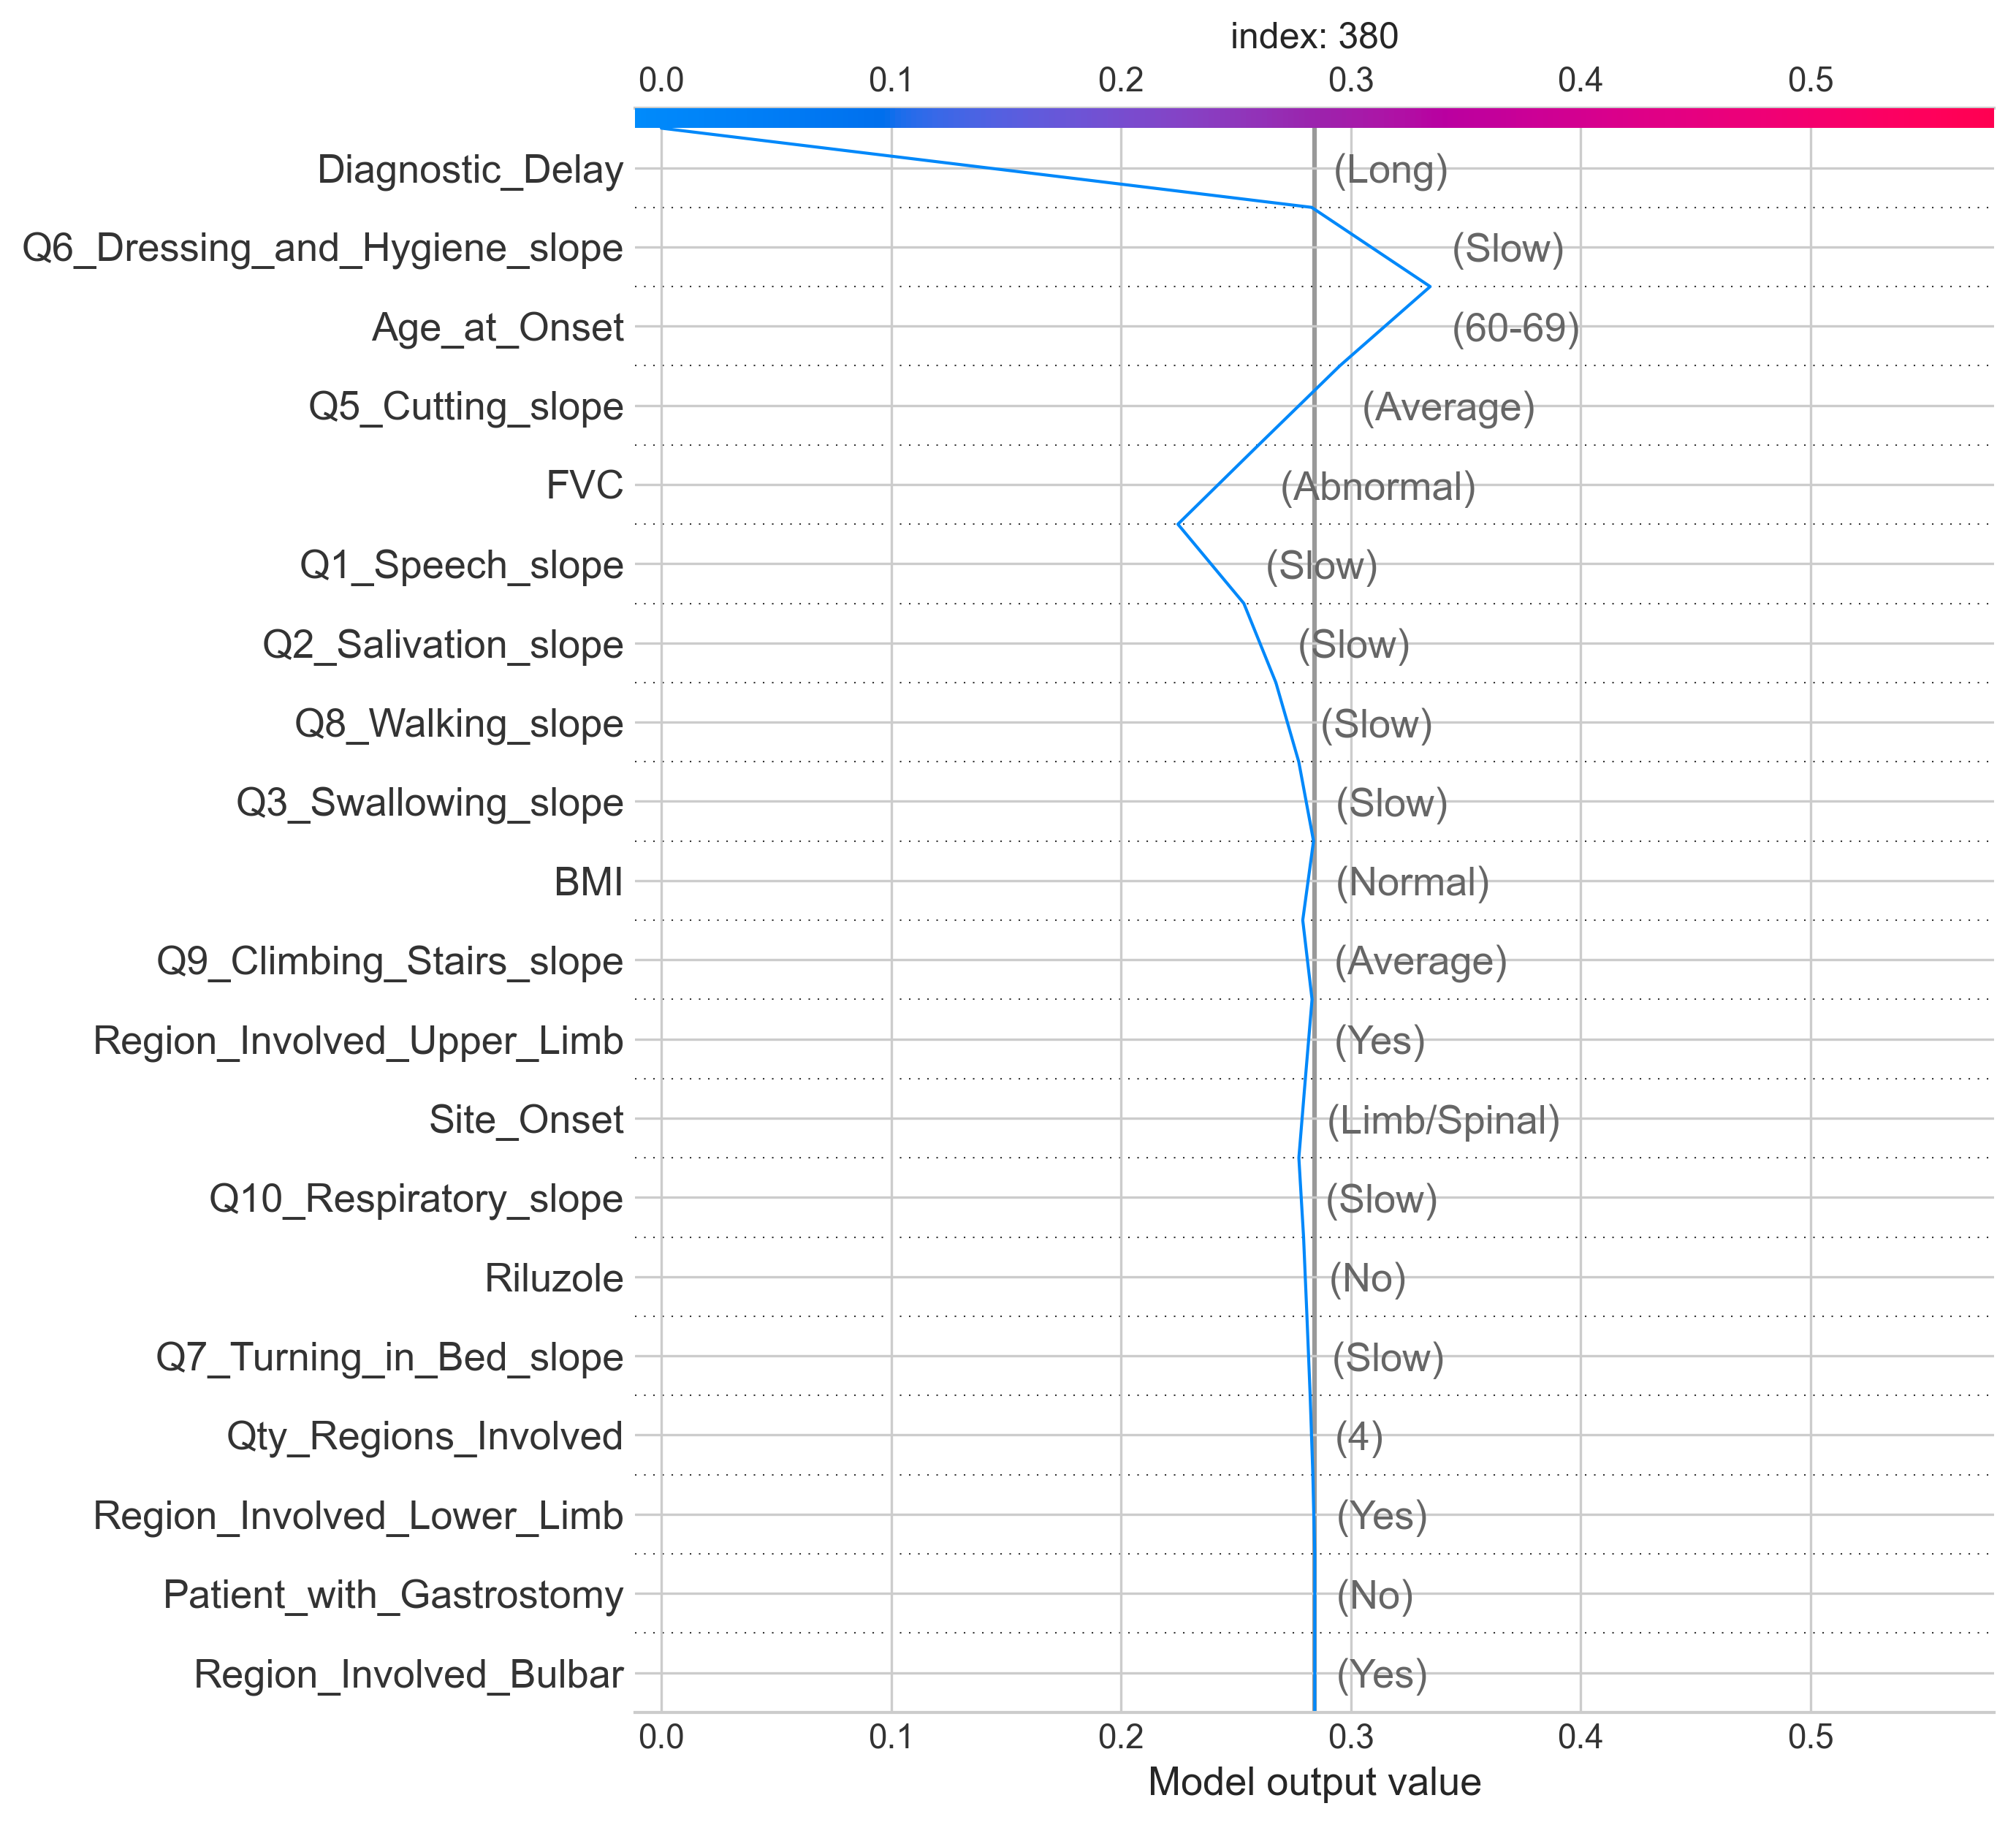 index: 380
0.0 0.1 0.2 0.3 0.4 0.5
Diagnostic_Delay (Long)
Q6_Dressing_and_Hygiene_slope (Slow)
Age_at_Onset (60-69)
Q5_Cutting_slope (Average)
FVC (Abnormal)
Q1_Speech_slope (Slow)
Q2_Salivation_slope (Slow)
Q8_Walking_slope (Slow)
Q3_Swallowing_slope (Slow)
BMI (Normal)
Q9_Climbing_Stairs_slope (Average)
Region_Involved_Upper_Limb (Yes)
Site_Onset (Limb/Spinal)
Q10_Respiratory_slope (Slow)
Riluzole (No)
Q7_Turning_in_Bed_slope (Slow)
Qty_Regions_Involved (4)
Region_Involved_Lower_Limb (Yes)
Patient_with_Gastrostomy (No)
Region_Involved_Bulbar (Yes)
0.0 0.1 0.2 0.3 0.4 0.5
Model output value